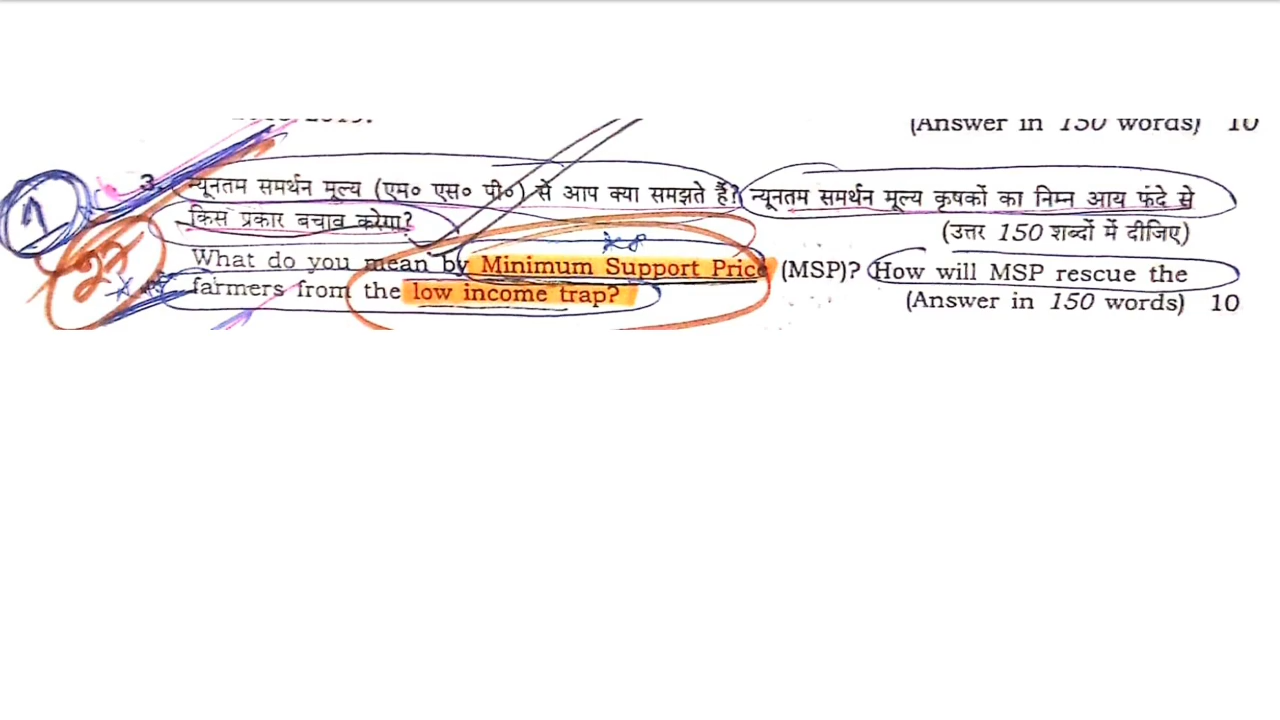 (Answer in 150 words) 10
3. न्यूनतम समर्थन मूल्य (एम० एस० पी०) से आप क्या समझते हैं? न्यूनतम समर्थन मूल्य कृषकों का निम्न आय फंदे से
किस प्रकार बचाव करेगा?
(उत्तर 150 शब्दों में दीजिए)
What do you mean by Minimum Support Price (MSP)? How will MSP rescue the
farmers from the low income trap?
(Answer in 150 words) 10